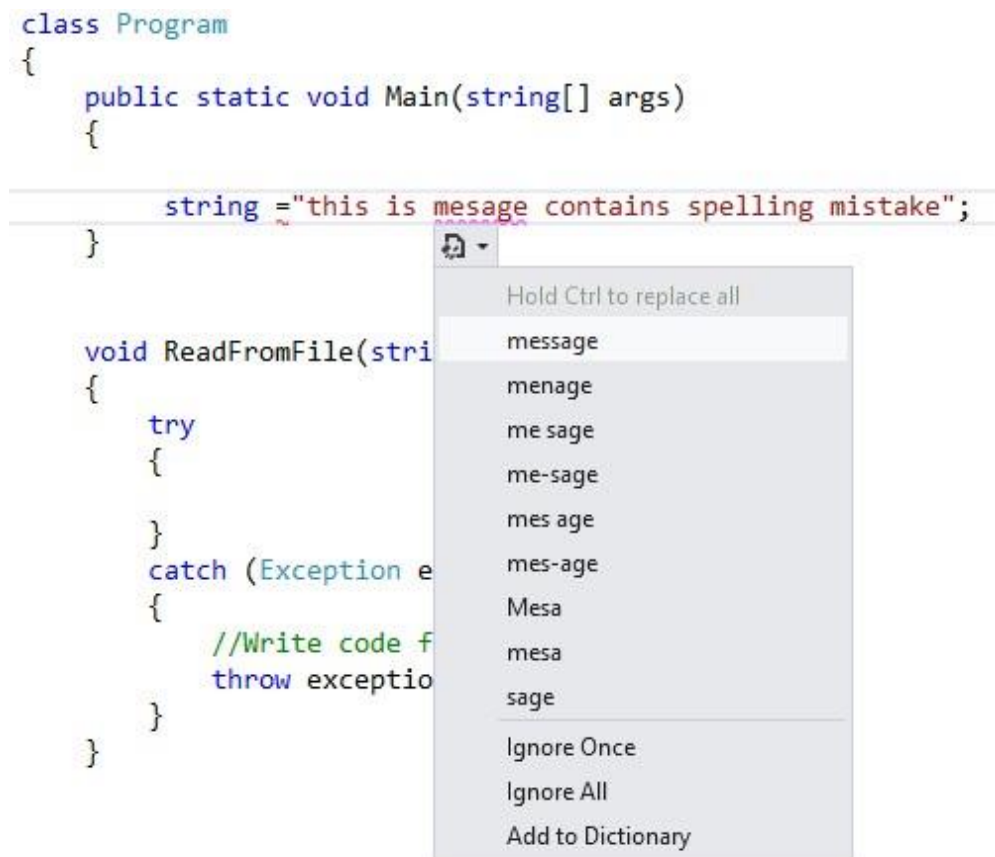 class Program
{
public static void Main(string[] args)
{
string ="this is mesage contains spelling mistake";
}
Hold Ctrl to replace all
message
menage
me sage
me-sage
mes age
mes-age
Mesa
mesa
sage
Ignore Once
Ignore All
Add to Dictionary
void ReadFromFile(stri
{
try
{
}
catch (Exception e
{
//Write code f
throw exceptio
}
}